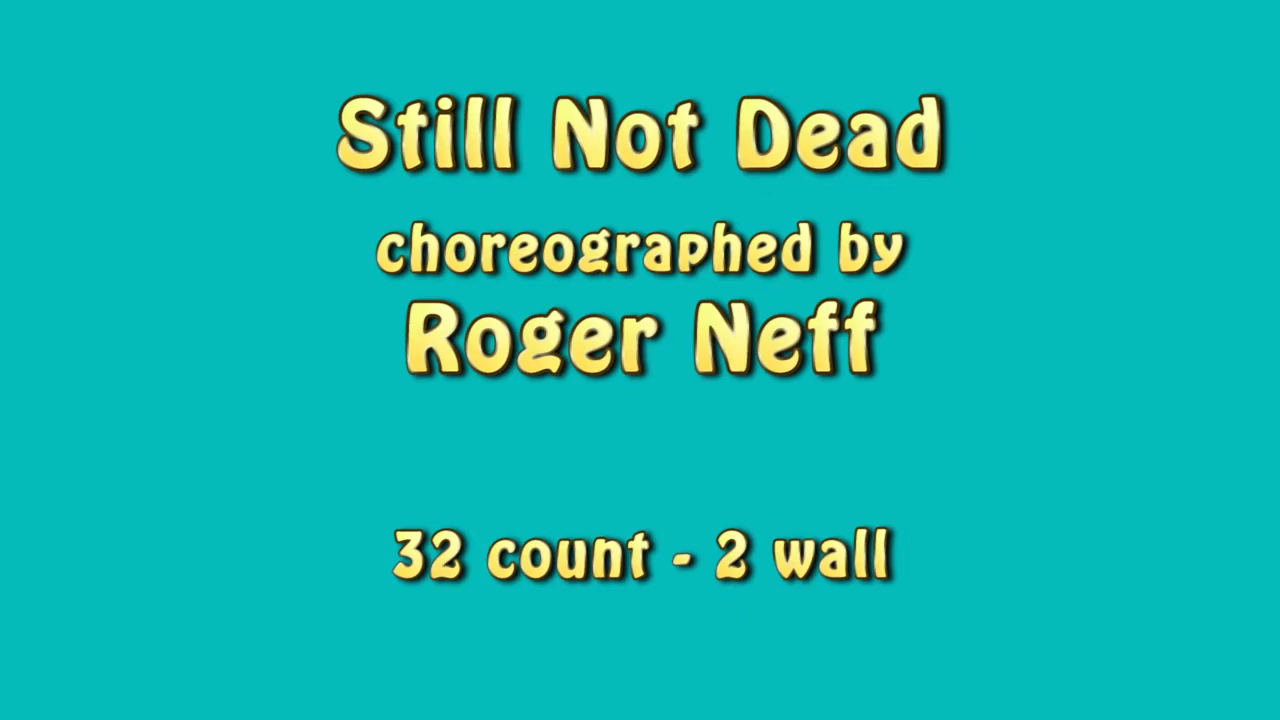 Still Not Dead
choreographed by
Roger Neff
32 count - 2 wall